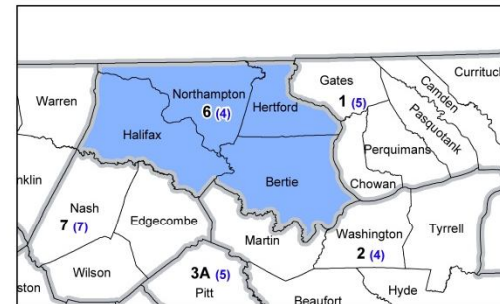 Warren
Northampton
6 (4)
Hertford
Gates
1 (5)
Camden
Currituck
Pasquotank
Halifax
Perquimans
Bertie
Chowan
nklin
Nash
7 (7)
Edgecombe
Martin
Washington
2 (4)
Tyrrell
Wilson
3A (5)
Pitt
ston
Beaufort
Hyde